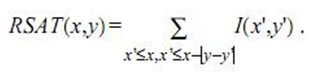 RSAT(x,y)= ∑ I(x',y') .
x'≤x,x'≤x−|y−y'|